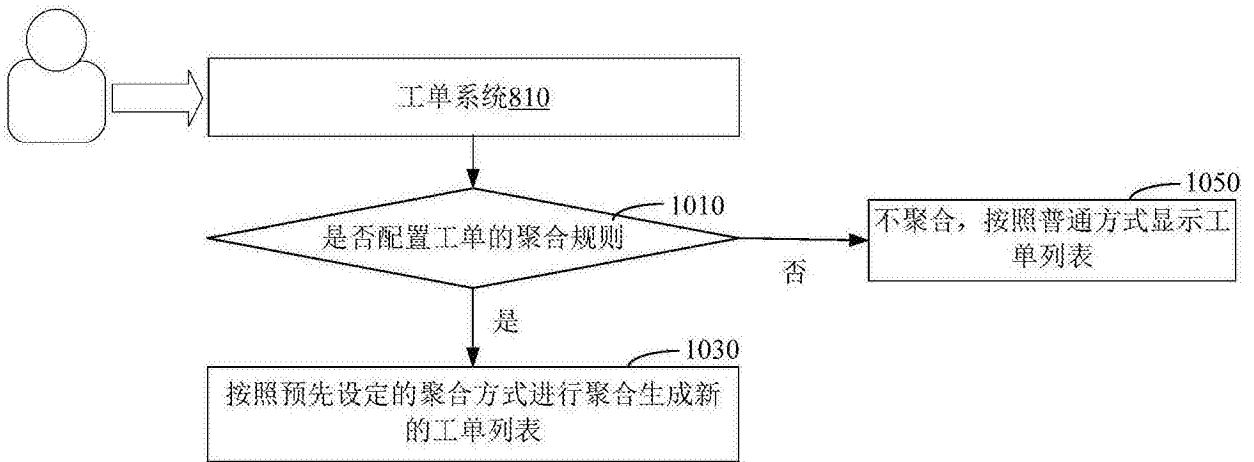 工单系统810
1010
是否配置工单的聚合规则
1050
不聚合，按照普通方式显示工
单列表
否
是
1030
按照预先设定的聚合方式进行聚合生成新
的工单列表